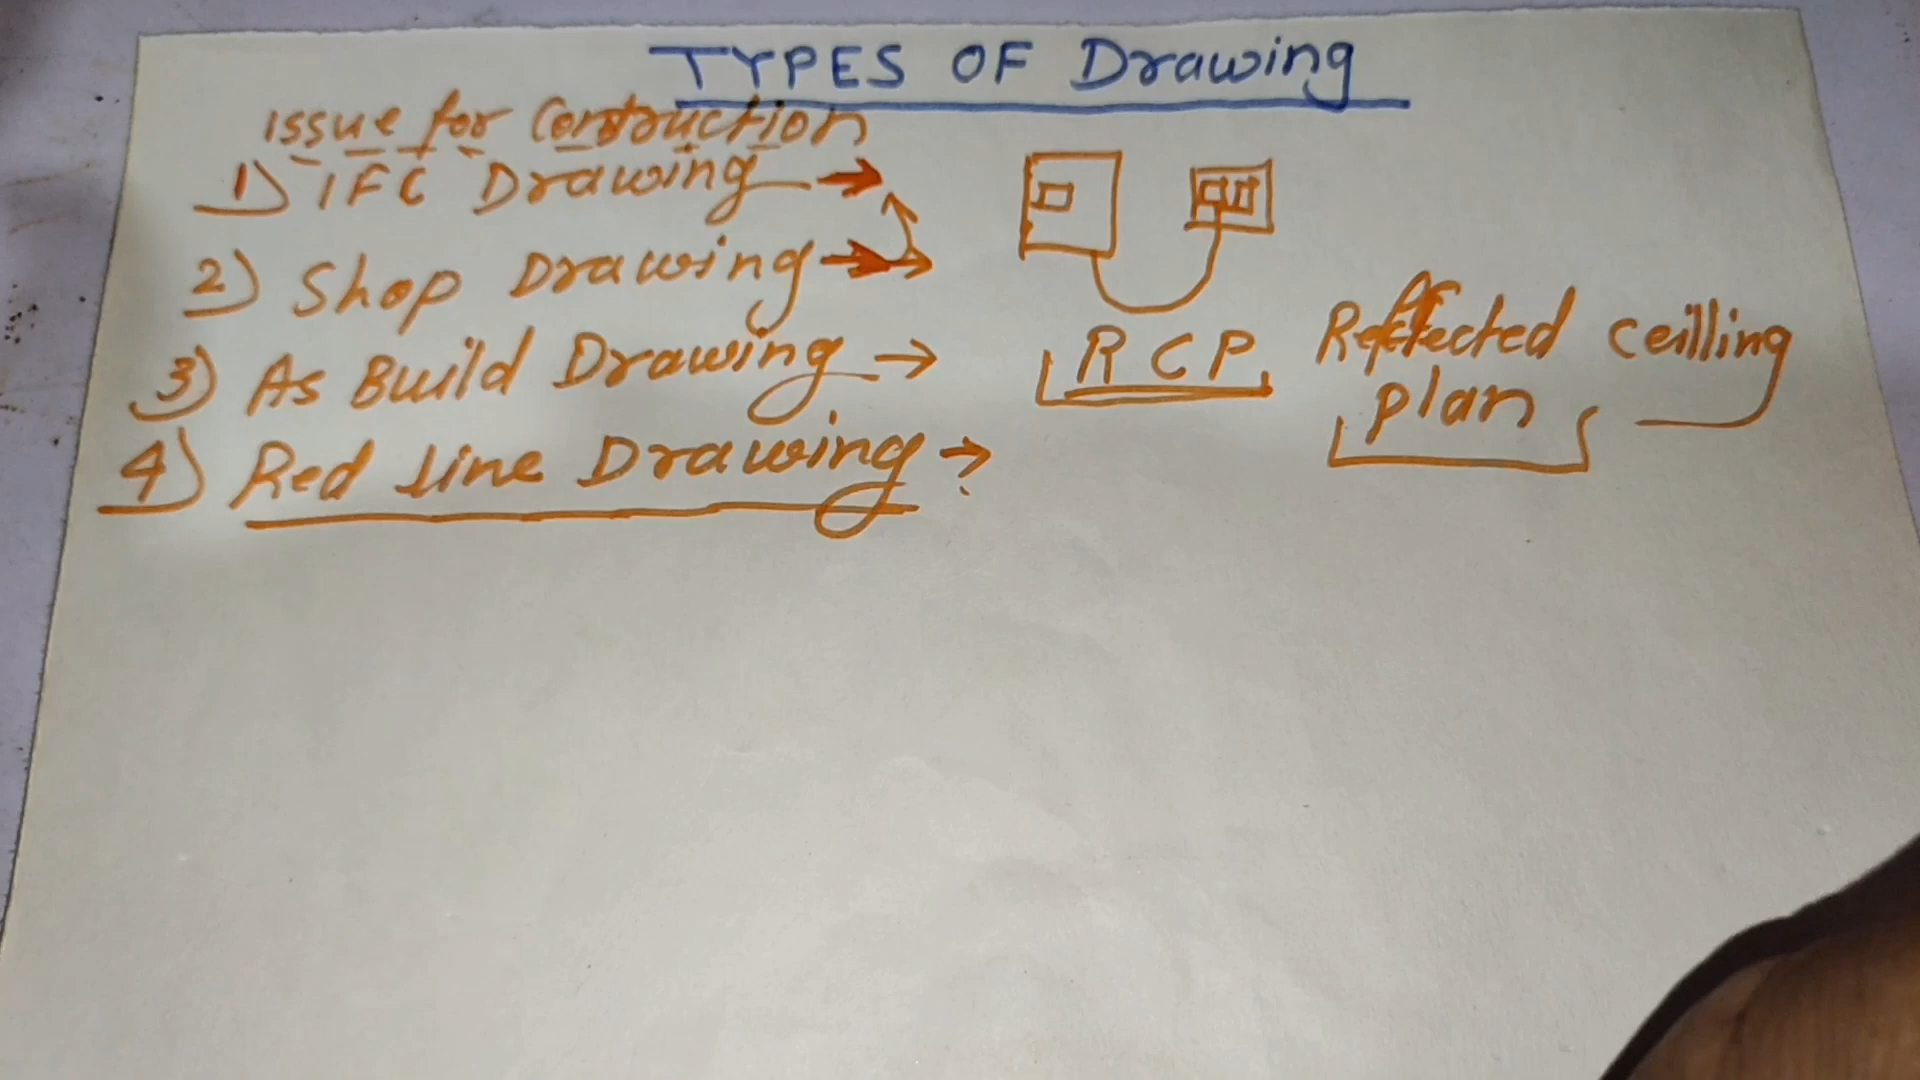 TYPES OF Drawing
issue for Construction
1) IFC Drawing
2) Shop Drawing
3) As Build Drawing
4) Red line Drawing
RCP
Reflected ceilling
plan